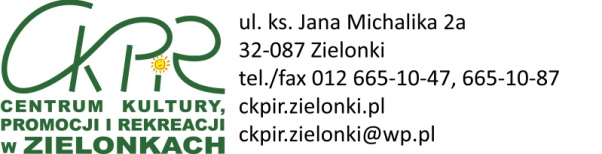 CKPiR
CENTRUM KULTURY,
PROMOCJI I REKREACJI
w ZIELONKACH
ul. ks. Jana Michalika 2a
32-087 Zielonki
tel./fax 012 665-10-47, 665-10-87
ckpir.zielonki.pl
ckpir.zielonki@wp.pl